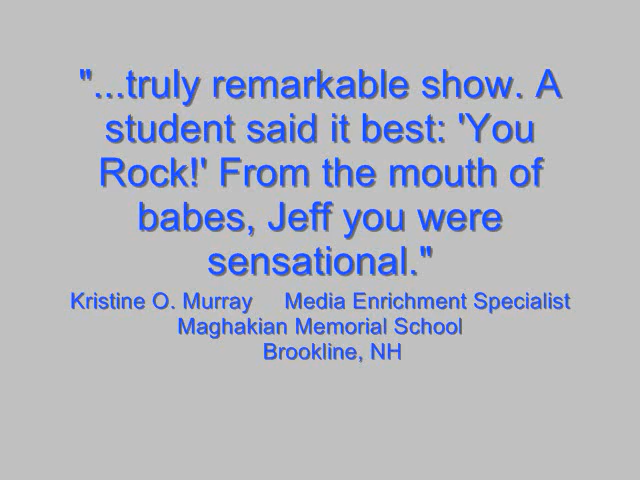 "...truly remarkable show. A
student said it best: 'You
Rock!' From the mouth of
babes, Jeff you were
sensational."
Kristine O. Murray Media Enrichment Specialist
Maghakian Memorial School
Brookline, NH